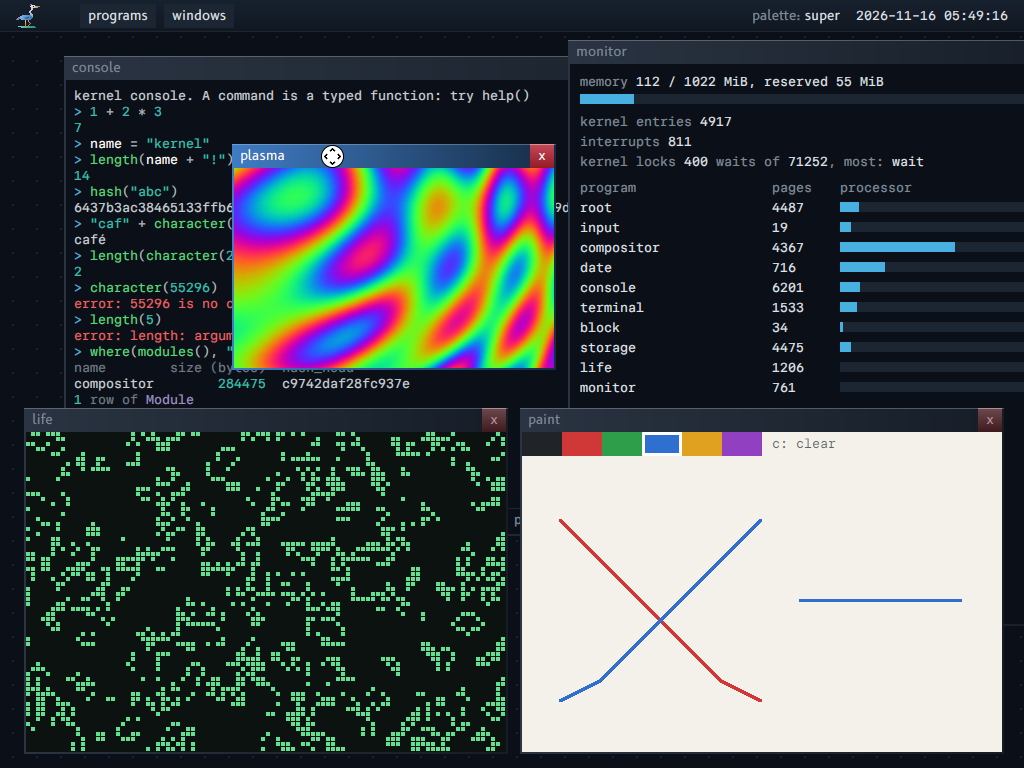 programs windows palette: super 2026-11-16 05:49:16
console
kernel console. A command is a typed function: try help()
> 1 + 2 * 3
7
> name = "kernel"
> length(name + "!")
14
> hash("abc")
6437b3ac38465133ffb6
> "caf" + character(
café
> length(character(2
2
> character(55296)
error: 55296 is no c
> length(5)
error: length: argum
> where(modules(), "
name size (bytes)
compositor 284475 c9742daf28fc937e
1 row of Module
plasma x
monitor
memory 112 / 1022 MiB, reserved 55 MiB
kernel entries 4917
interrupts 811
kernel locks 400 waits of 71252, most: wait
program pages processor
root 4487
input 19
compositor 4367
date 716
console 6201
terminal 1533
block 34
storage 4475
life 1206
monitor 761
life x
paint x
c: clear